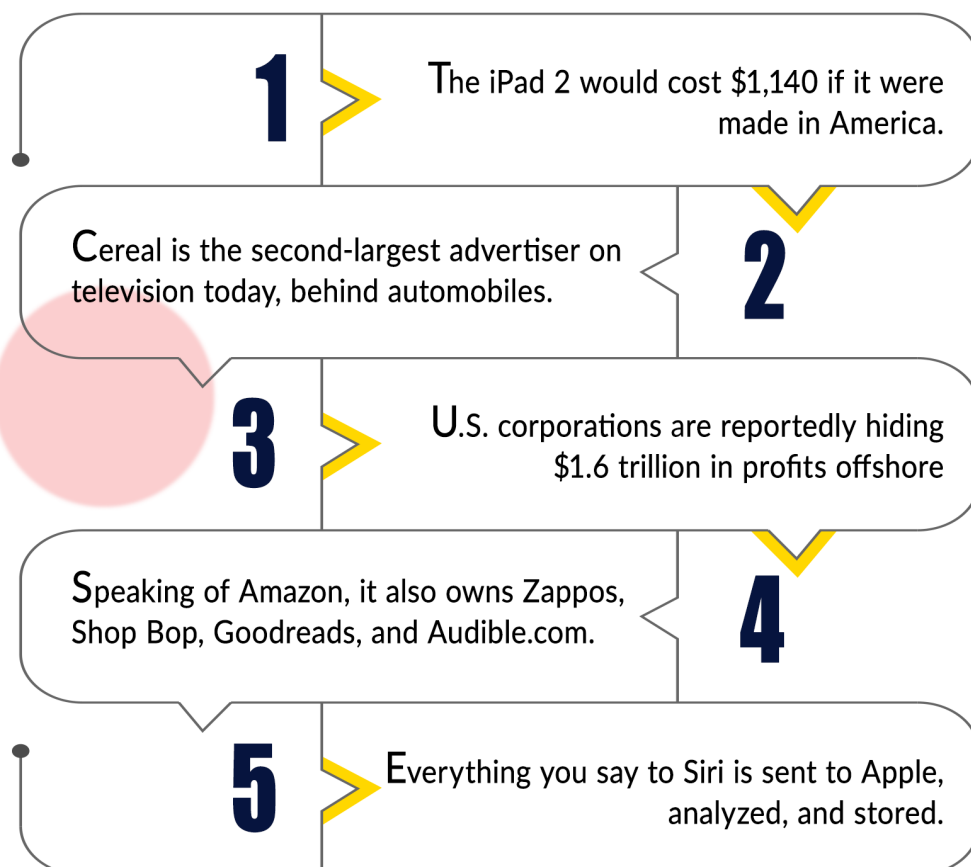 1
The iPad 2 would cost $1,140 if it were
made in America.
Cereal is the second-largest advertiser on
television today, behind automobiles.
2
3
U.S. corporations are reportedly hiding
$1.6 trillion in profits offshore
Speaking of Amazon, it also owns Zappos,
Shop Bop, Goodreads, and Audible.com.
4
5
Everything you say to Siri is sent to Apple,
analyzed, and stored.